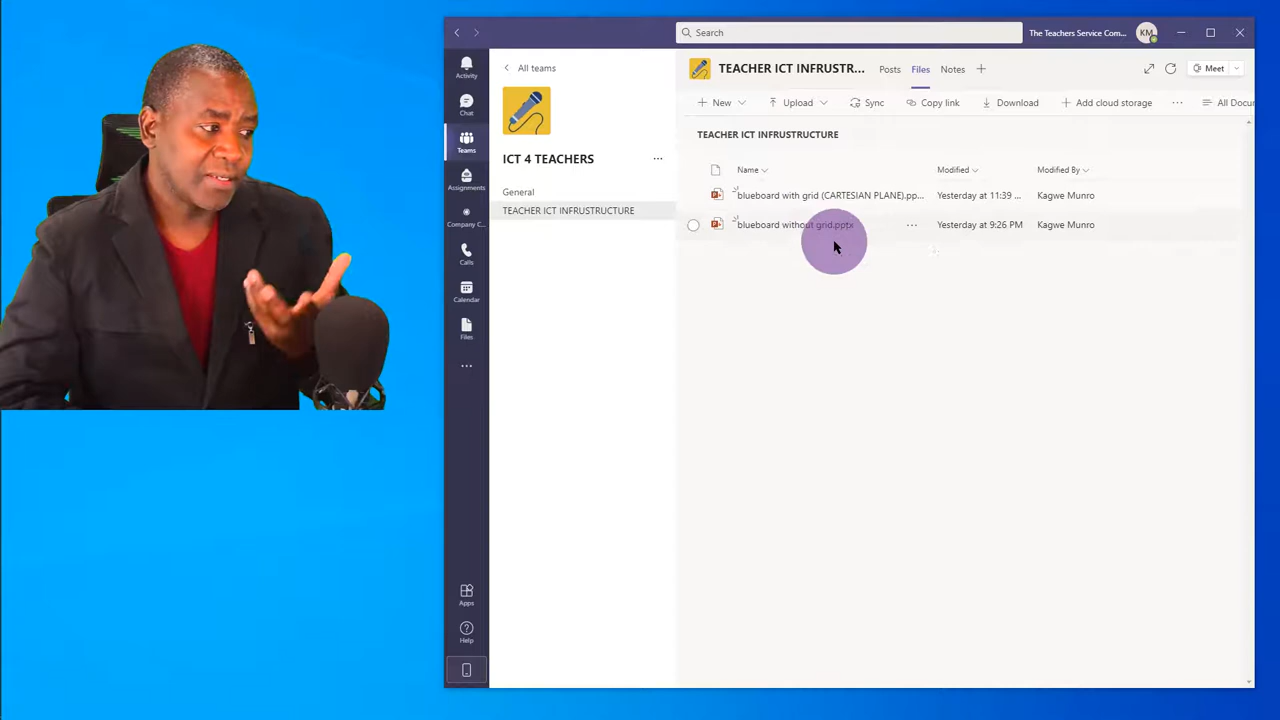 Search
The Teachers Service Com...
KM
Activity
Chat
Teams
Assignments
Company C...
Calls
Calendar
Files
Apps
Help
All teams
ICT 4 TEACHERS
General
TEACHER ICT INFRUSTRUCTURE
TEACHER ICT INFRUSTR...
Posts
Files
Notes
Meet
New
Upload
Sync
Copy link
Download
Add cloud storage
All Docu
TEACHER ICT INFRUSTRUCTURE
Name
Modified
Modified By
blueboard with grid (CARTESIAN PLANE).pp...
Yesterday at 11:39 ...
Kagwe Munro
blueboard without grid.pptx
Yesterday at 9:26 PM
Kagwe Munro